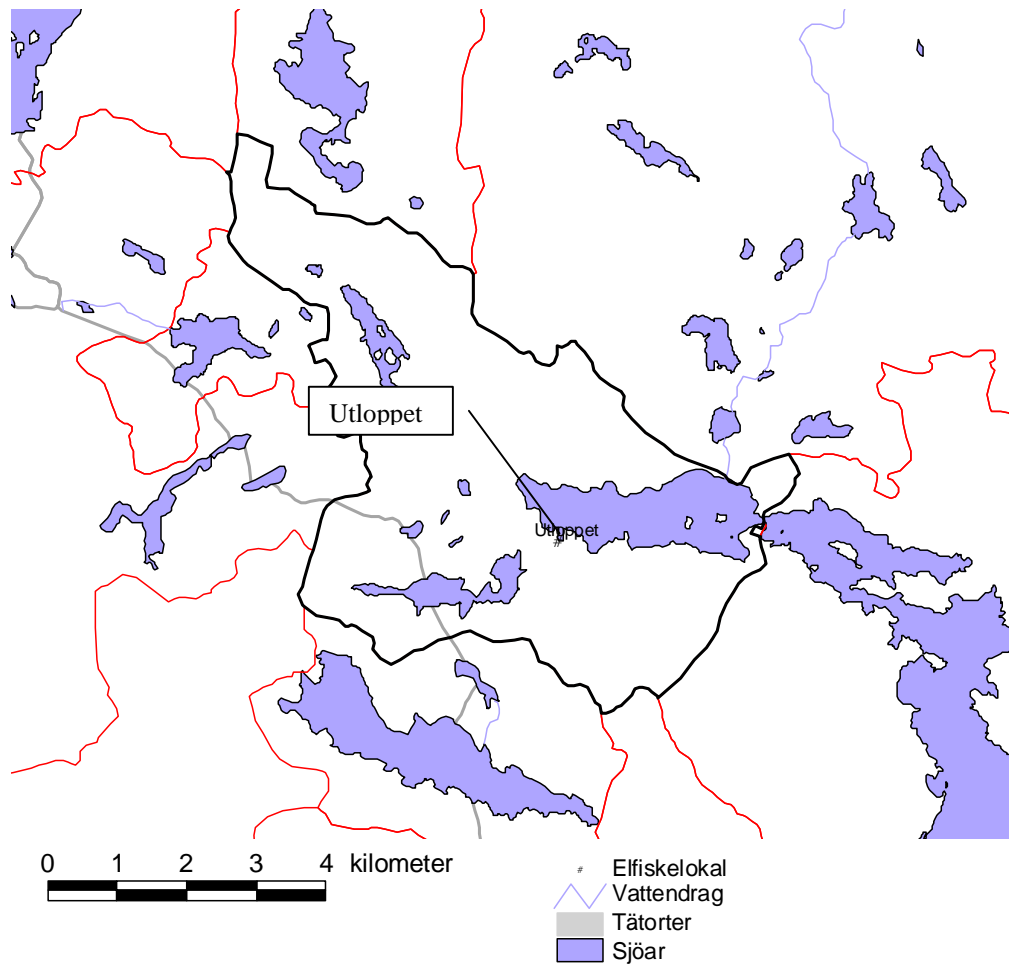 Utloppet
Utloppet
0 1 2 3 4 kilometer
# Elfiskelokal
Vattendrag
Tätorter
Sjöar